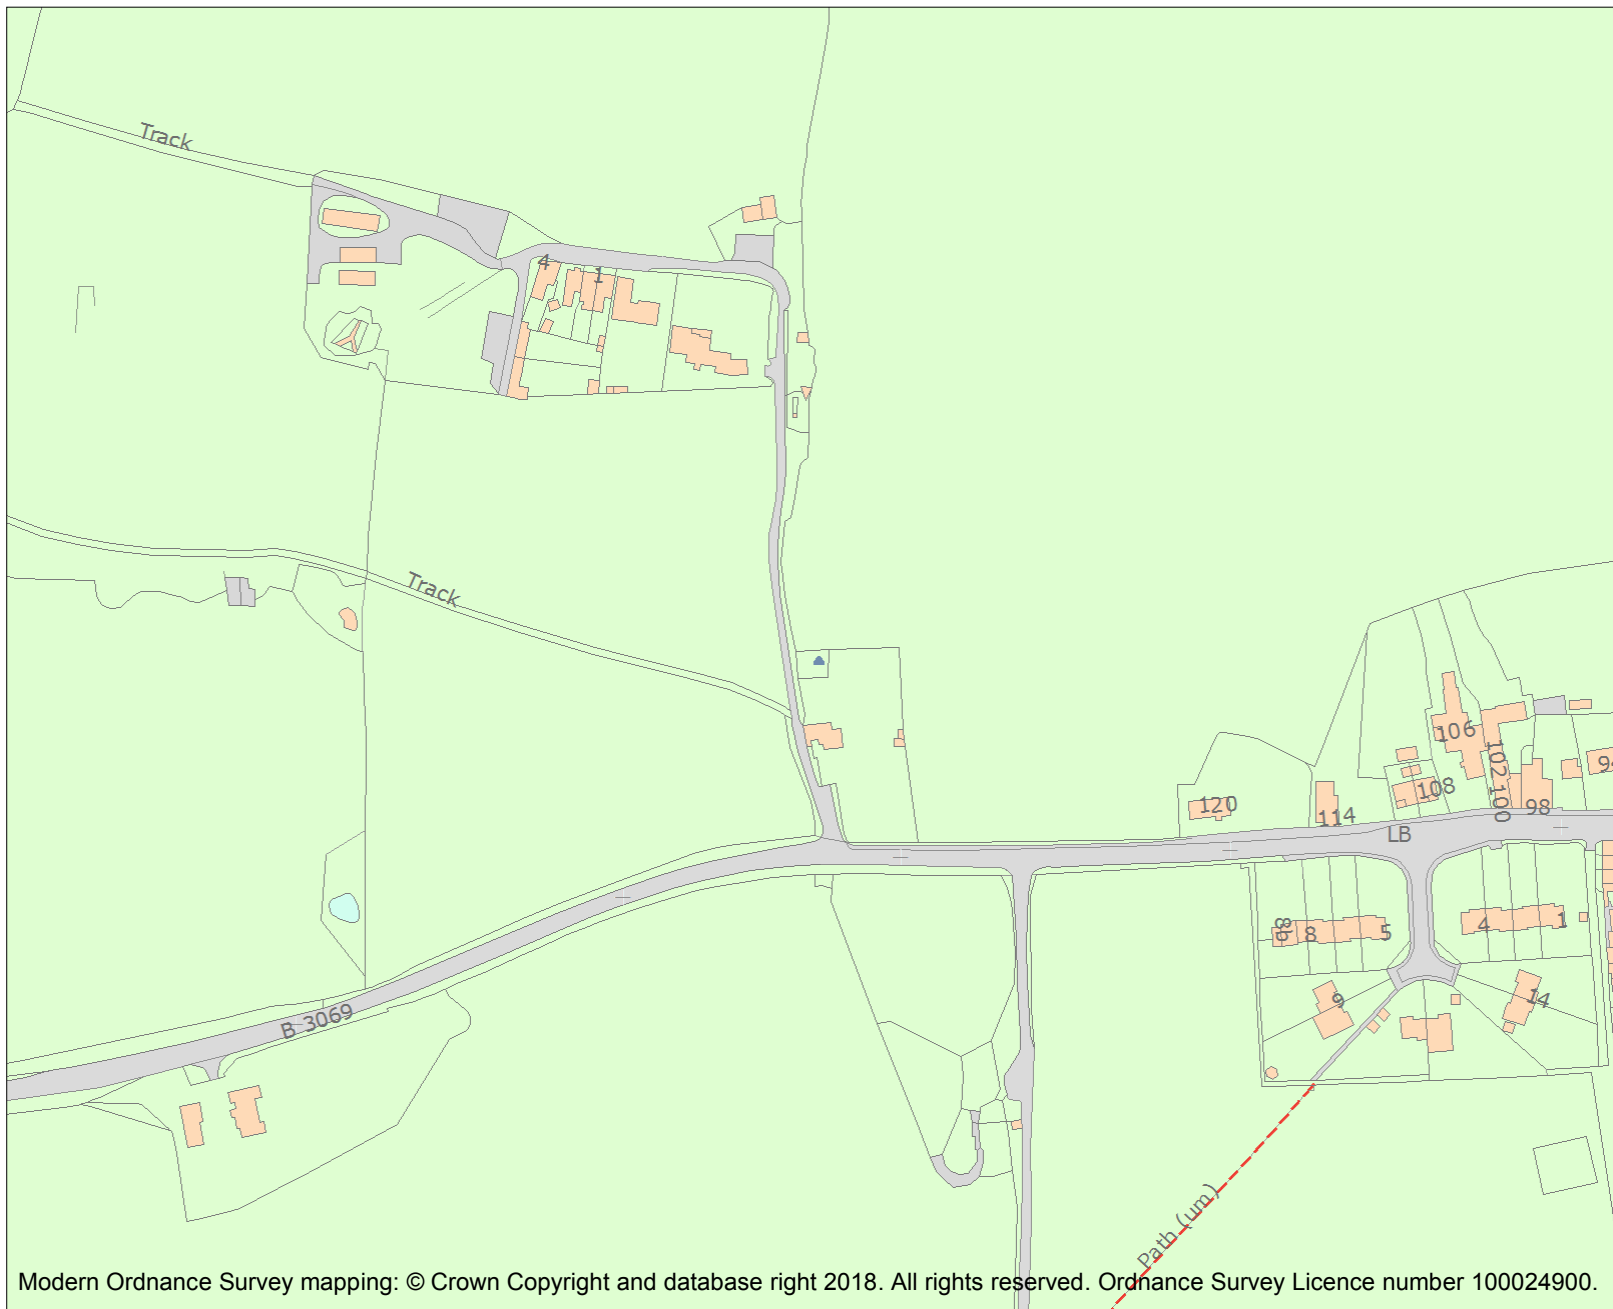 Track
4
1
Track
106
102
100
94
108
98
120
114
LB
8b
8
5
4
1
9
14
B 3069
Path (um)
Modern Ordnance Survey mapping: © Crown Copyright and database right 2018. All rights reserved. Ordnance Survey Licence number 100024900.